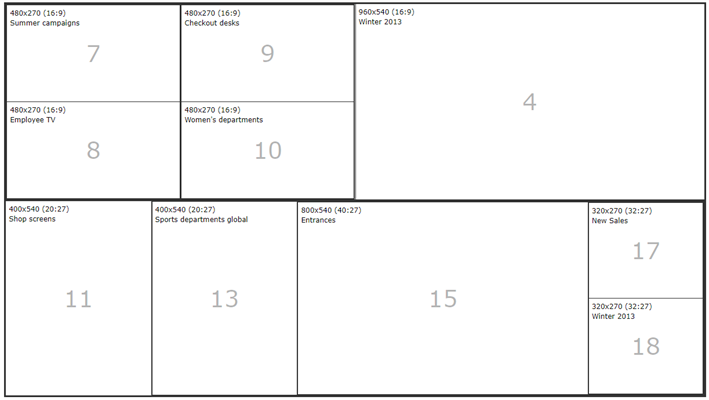 480x270 (16:9)
Summer campaigns
7
480x270 (16:9)
Checkout desks
9
960x540 (16:9)
Winter 2013
4
480x270 (16:9)
Employee TV
8
480x270 (16:9)
Women's departments
10
400x540 (20:27)
Shop screens
11
400x540 (20:27)
Sports departments global
13
800x540 (40:27)
Entrances
15
320x270 (32:27)
New Sales
17
320x270 (32:27)
Winter 2013
18